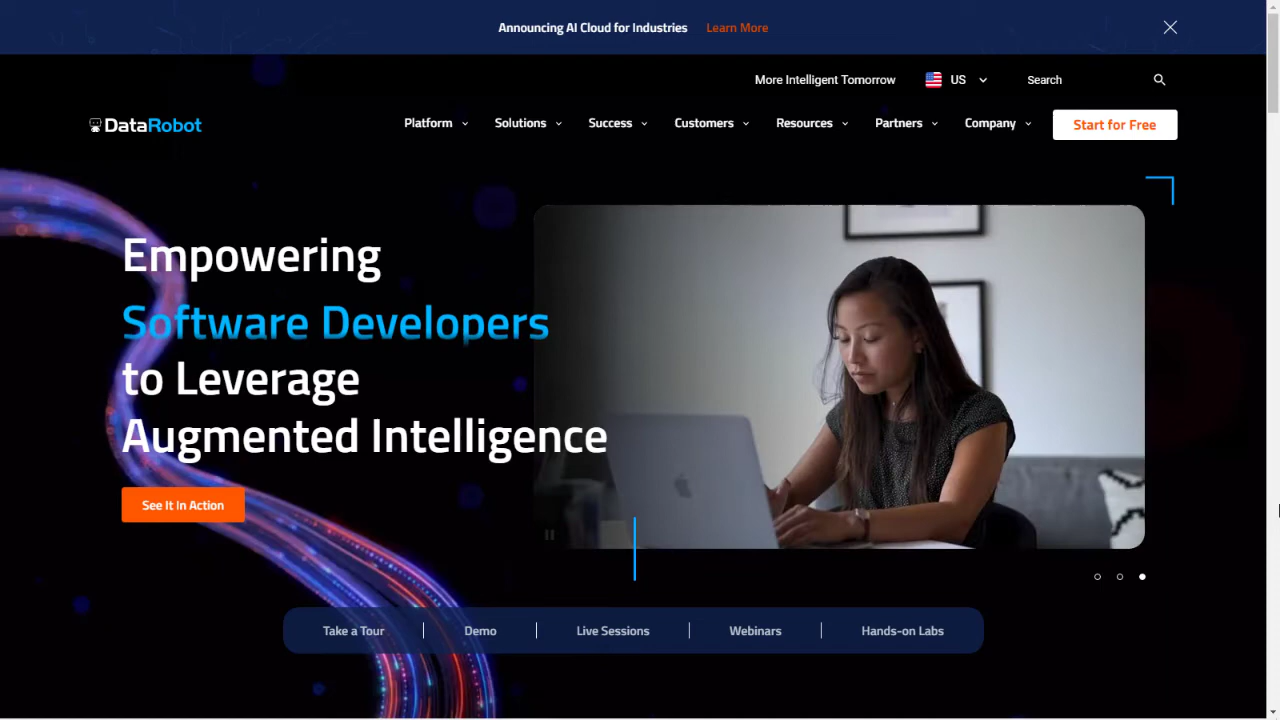 Announcing AI Cloud for Industries Learn More
More Intelligent Tomorrow US Search
DataRobot Platform Solutions Success Customers Resources Partners Company Start for Free
Empowering
Software Developers
to Leverage
Augmented Intelligence
See It In Action
Take a Tour Demo Live Sessions Webinars Hands-on Labs